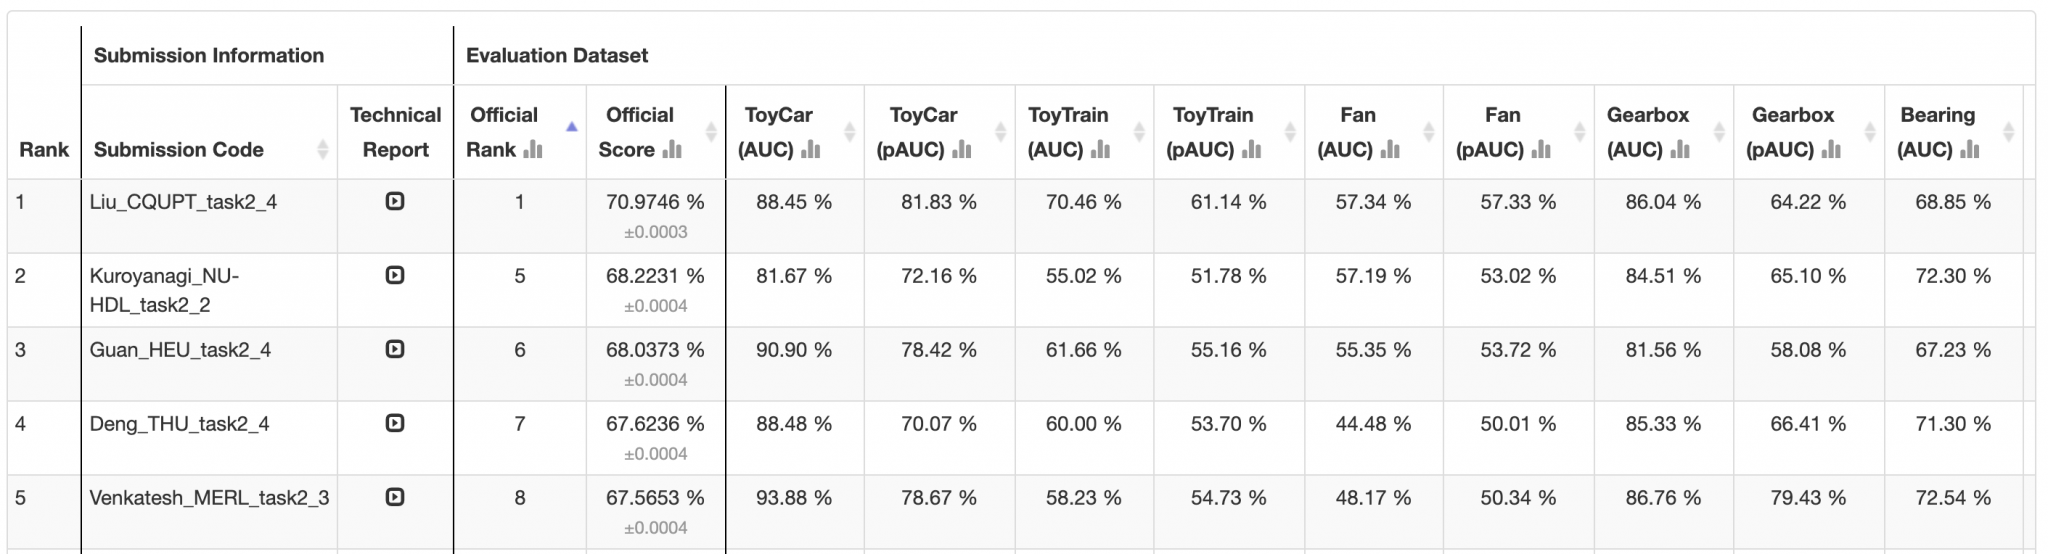 Submission Information Evaluation Dataset
Rank Submission Code Technical Report Official Rank Official Score ToyCar (AUC) ToyCar (pAUC) ToyTrain (AUC) ToyTrain (pAUC) Fan (AUC) Fan (pAUC) Gearbox (AUC) Gearbox (pAUC) Bearing (AUC)
1 Liu_CQUPT_task2_4 1 70.9746 % ±0.0003 88.45 % 81.83 % 70.46 % 61.14 % 57.34 % 57.33 % 86.04 % 64.22 % 68.85 %
2 Kuroyanagi_NU-HDL_task2_2 5 68.2231 % ±0.0004 81.67 % 72.16 % 55.02 % 51.78 % 57.19 % 53.02 % 84.51 % 65.10 % 72.30 %
3 Guan_HEU_task2_4 6 68.0373 % ±0.0004 90.90 % 78.42 % 61.66 % 55.16 % 55.35 % 53.72 % 81.56 % 58.08 % 67.23 %
4 Deng_THU_task2_4 7 67.6236 % ±0.0004 88.48 % 70.07 % 60.00 % 53.70 % 44.48 % 50.01 % 85.33 % 66.41 % 71.30 %
5 Venkatesh_MERL_task2_3 8 67.5653 % ±0.0004 93.88 % 78.67 % 58.23 % 54.73 % 48.17 % 50.34 % 86.76 % 79.43 % 72.54 %